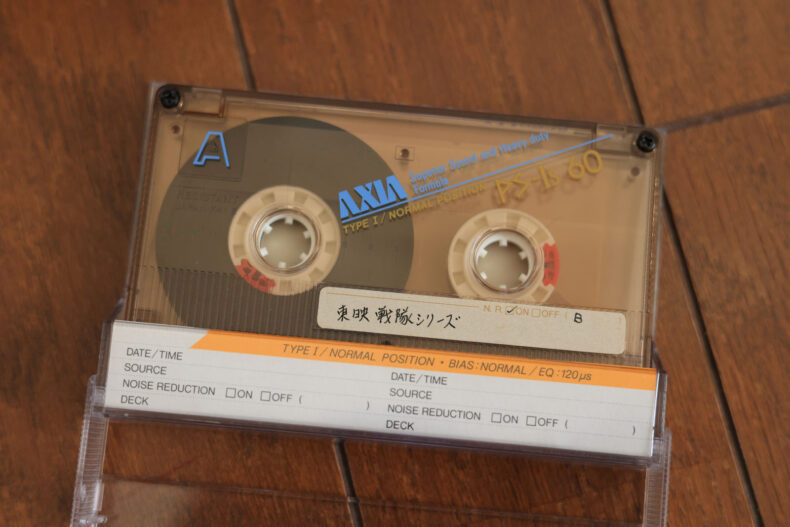 A
AXIA
Superio Sound and Heavy-duty
Formula
TYPE I / NORMAL POSITION
PS-Is 60
N. R. ☑ON □OFF ( B
東映戦隊シリーズ
TYPE I / NORMAL POSITION • BIAS : NORMAL / EQ : 120μs
DATE/TIME
SOURCE
NOISE REDUCTION □ON □OFF ( )
DECK
DATE/TIME
SOURCE
NOISE REDUCTION □ON □OFF ( )
DECK